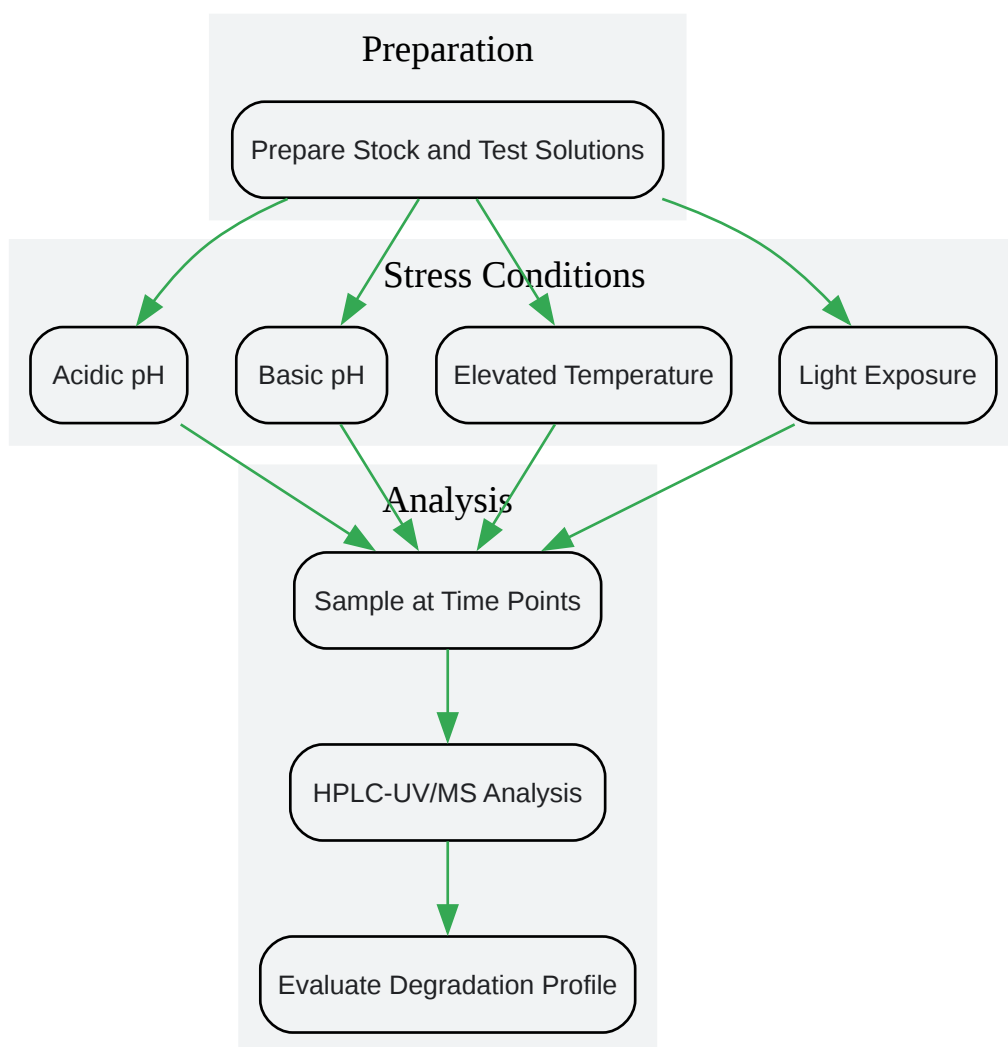 Preparation
Prepare Stock and Test Solutions
Stress Conditions
Acidic pH
Basic pH
Elevated Temperature
Light Exposure
Analysis
Sample at Time Points
HPLC-UV/MS Analysis
Evaluate Degradation Profile